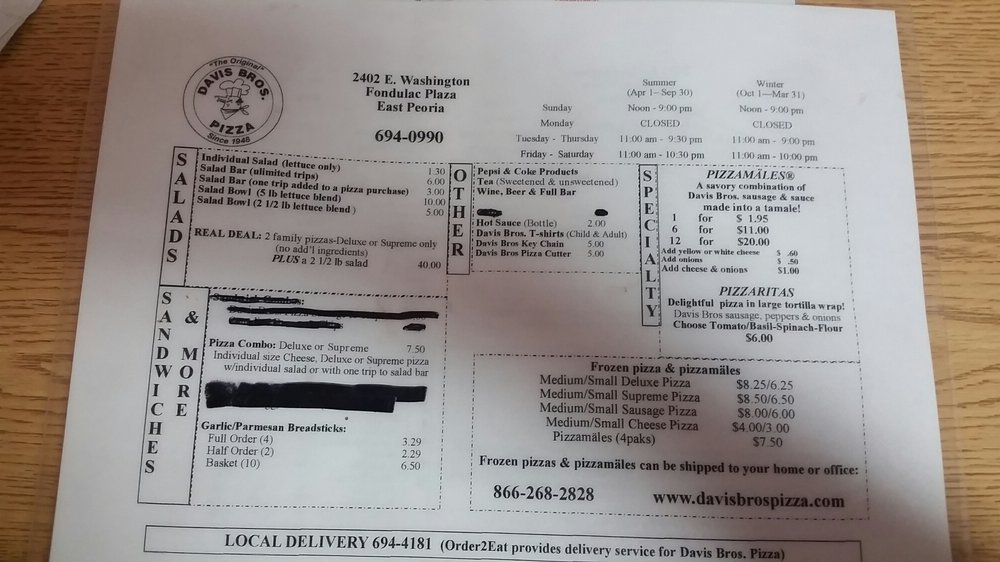 "The Original"
DAVIS BROS.
PIZZA
Since 1948
2402 E. Washington
Fondulac Plaza
East Peoria
694-0990
Summer Winter
(Apr 1- Sep 30) (Oct 1—Mar 31)
Sunday Noon - 9:00 pm Noon - 9:00 pm
Monday CLOSED CLOSED
Tuesday - Thursday 11:00 am - 9:30 pm 11:00 am - 9:00 pm
Friday - Saturday 11:00 am - 10:30 pm 11:00 am - 10:00 pm
SALADS
Individual Salad (lettuce only) 1.30
Salad Bar (ulimited trips) 6.00
Salad Bar (one trip added to a pizza purchase) 3.00
Salad Bowl (5 lb lettuce blend) 10.00
Salad Bowl (2 1/2 lb lettuce blend ) 5.00
REAL DEAL: 2 family pizzas-Deluxe or Supreme only
(no add'l ingredients)
PLUS a 2 1/2 lb salad 40.00
OTHER
Pepsi & Coke Products
Tea (Sweetened & unsweetened)
Wine, Beer & Full Bar
Hot Sauce (Bottle) 2.00
Davis Bros. T-shirts (Child & Adult)
Davis Bros Key Chain 5.00
Davis Bros Pizza Cutter 5.00
SPECIALTY
PIZZAMÄLES®
A savory combination of
Davis Bros. sausage & sauce
made into a tamale!
1 for $ 1.95
6 for $11.00
12 for $20.00
Add yellow or white cheese $ .60
Add onions $ .50
Add cheese & onions $1.00
PIZZARITAS
Delightful pizza in large tortilla wrap!
Davis Bros sausage, peppers & onions
Choose Tomato/Basil-Spinach-Flour
$6.00
SANDWICHES
& MORE
Pizza Combo: Deluxe or Supreme 7.50
Individual size Cheese, Deluxe or Supreme pizza
w/individual salad or with one trip to salad bar
Garlic/Parmesan Breadsticks:
Full Order (4) 3.29
Half Order (2) 2.29
Basket (10) 6.50
Frozen pizza & pizzamäles
Medium/Small Deluxe Pizza $8.25/6.25
Medium/Small Supreme Pizza $8.50/6.50
Medium/Small Sausage Pizza $8.00/6.00
Medium/Small Cheese Pizza $4.00/3.00
Pizzamäles (4paks) $7.50
Frozen pizzas & pizzamäles can be shipped to your home or office:
866-268-2828 www.davisbrospizza.com
LOCAL DELIVERY 694-4181 (Order2Eat provides delivery service for Davis Bros. Pizza)